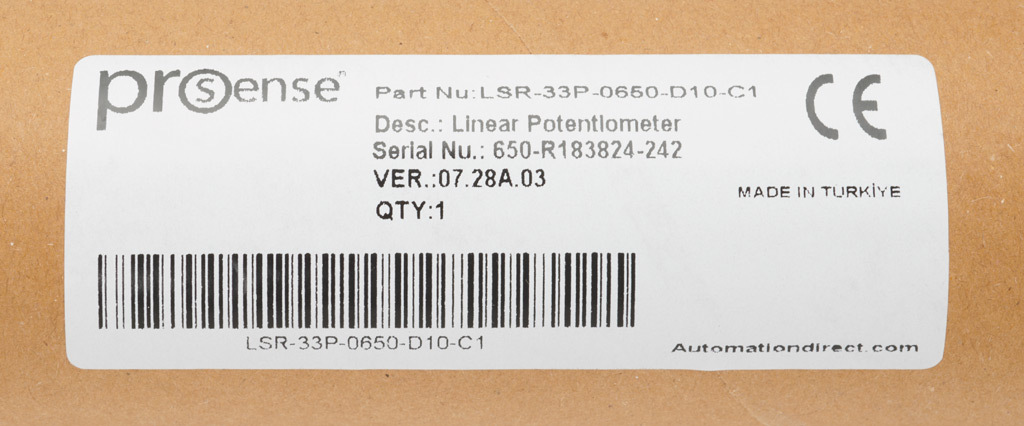 prosense
Part Nu:LSR-33P-0650-D10-C1
Desc.: Linear Potentiometer
Serial Nu.: 650-R183824-242
VER.:07.28A.03
QTY:1
CE
MADE IN TURKİYE
LSR-33P-0650-D10-C1
Automationdirect.com